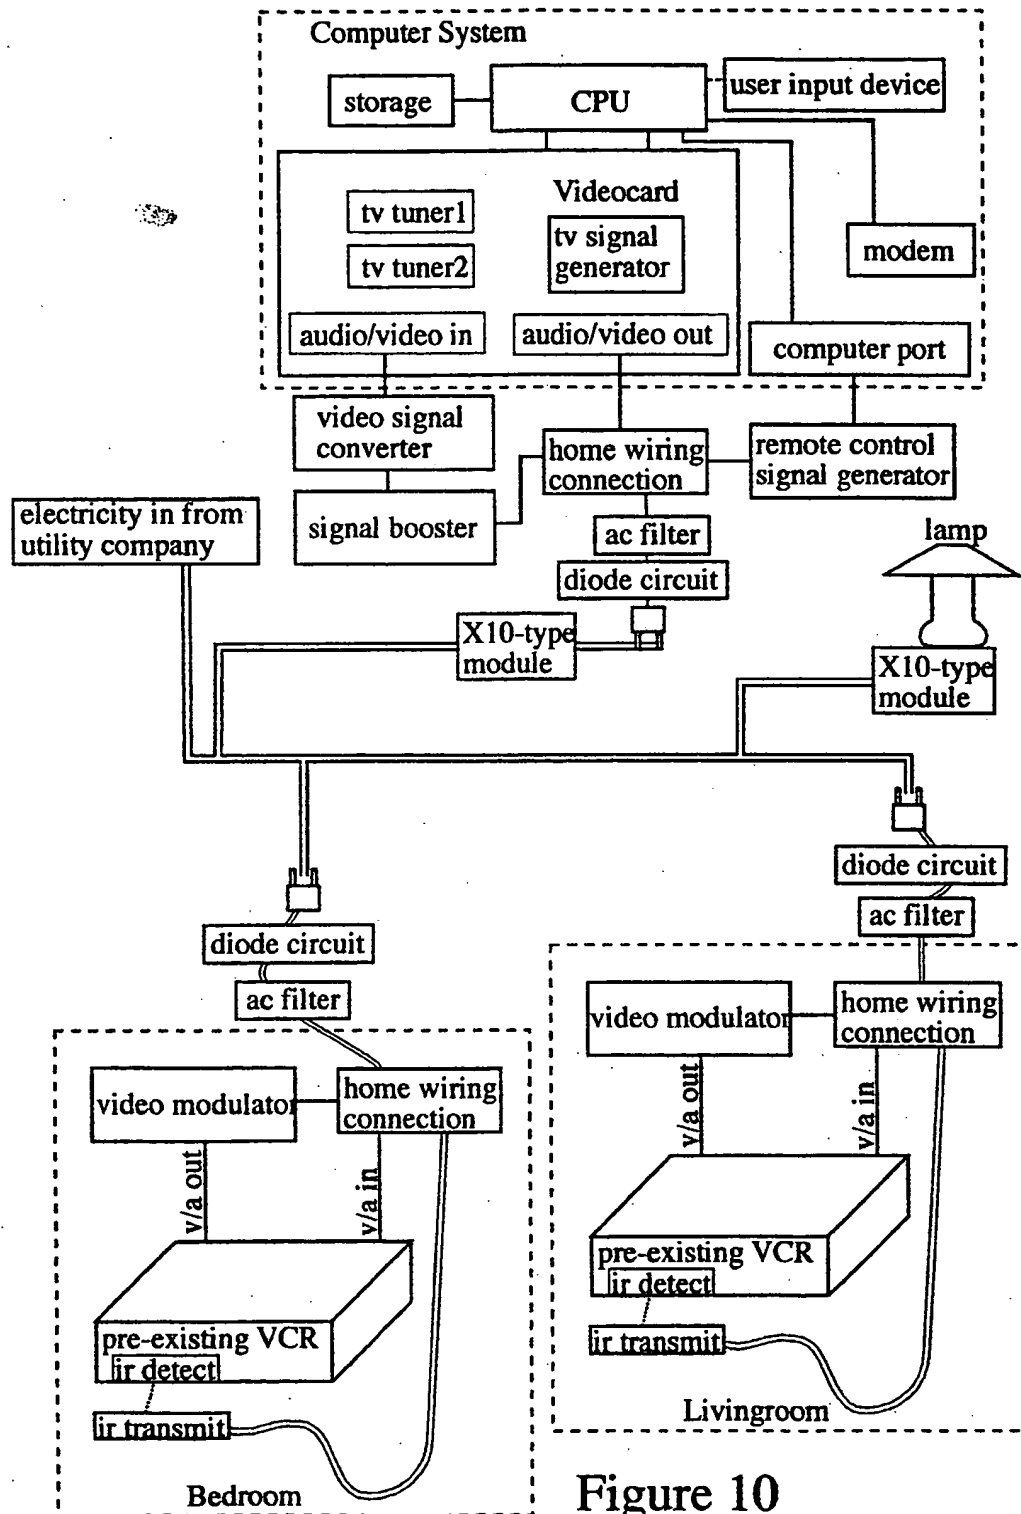 Computer System
storage
CPU
user input device
Videocard
tv tuner1
tv signal
generator
tv tuner2
modem
audio/video in
audio/video out
computer port
video signal
converter
home wiring
connection
remote control
signal generator
electricity in from
utility company
signal booster
ac filter
lamp
diode circuit
X10-type
module
X10-type
module
diode circuit
ac filter
diode circuit
ac filter
video modulator
home wiring
connection
video modulator
home wiring
connection
v/a out
v/a in
v/a out
v/a in
pre-existing VCR
ir detect
ir transmit
pre-existing VCR
ir detect
ir transmit
Livingroom
Bedroom
Figure 10